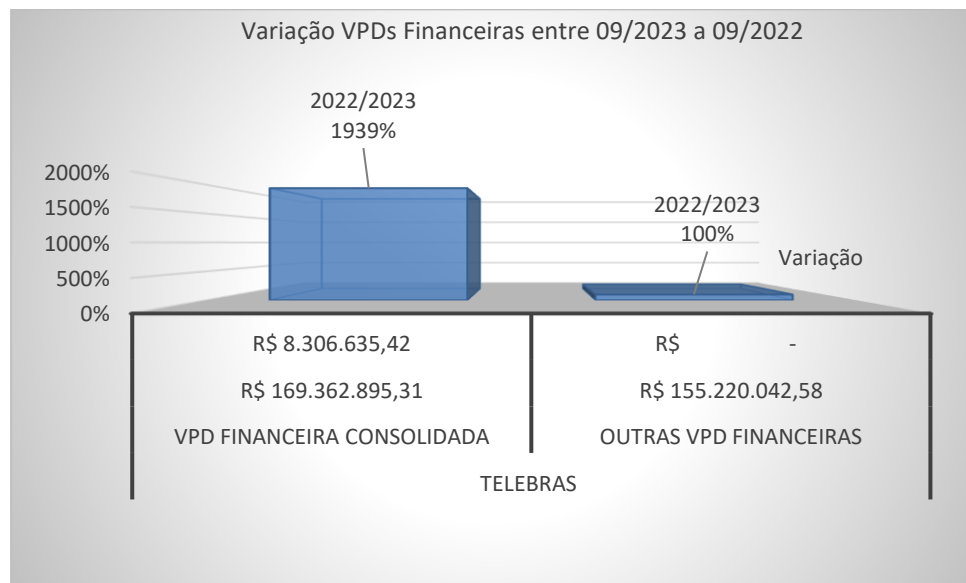 Variação VPDs Financeiras entre 09/2023 a 09/2022
2022/2023
1939%
2000%
1500%
1000%
500%
0%
2022/2023
100%
Variação
R$ 8.306.635,42
R$ -
R$ 169.362.895,31
R$ 155.220.042,58
VPD FINANCEIRA CONSOLIDADA
OUTRAS VPD FINANCEIRAS
TELEBRAS